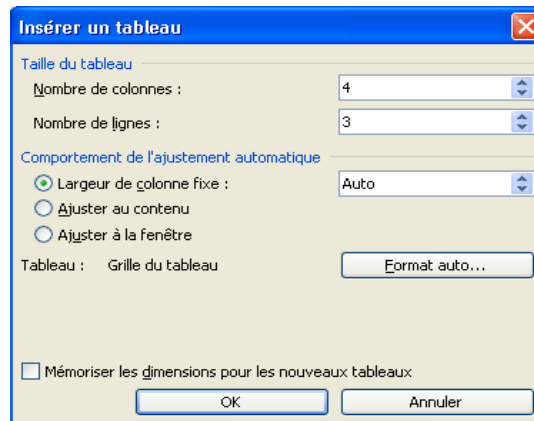 Insérer un tableau
Taille du tableau
Nombre de colonnes : 4
Nombre de lignes : 3
Comportement de l'ajustement automatique
Largeur de colonne fixe : Auto
Ajuster au contenu
Ajuster à la fenêtre
Tableau : Grille du tableau Format auto...
Mémoriser les dimensions pour les nouveaux tableaux
OK Annuler